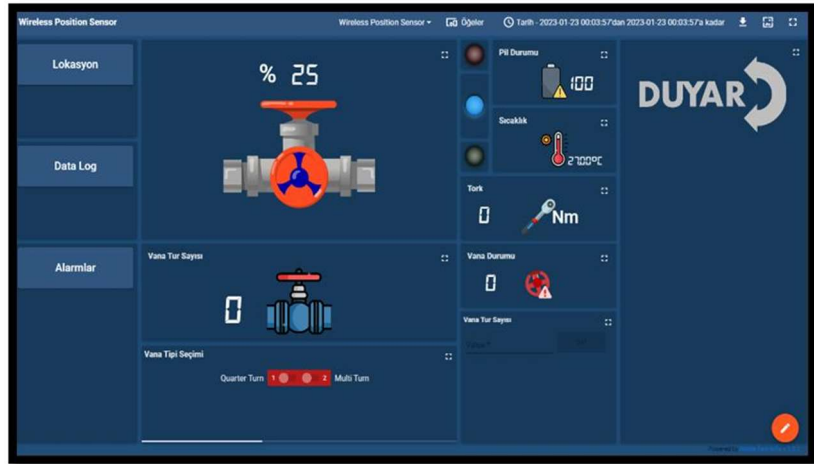 Wireless Position Sensor
Wireless Position Sensor
Öğeler
Tarih - 2023-01-23 00:03:57'dan 2023-01-23 00:03:57'a kadar
Lokasyon
Data Log
Alarmlar
% 25
Vana Tur Sayısı
0
Vana Tipi Seçimi
Quarter Turn 1 2 Multi Turn
Pil Durumu
100
Sıcaklık
27.00°C
Tork
0 Nm
Vana Durumu
0
Vana Tur Sayısı
DUYAR
Powered by